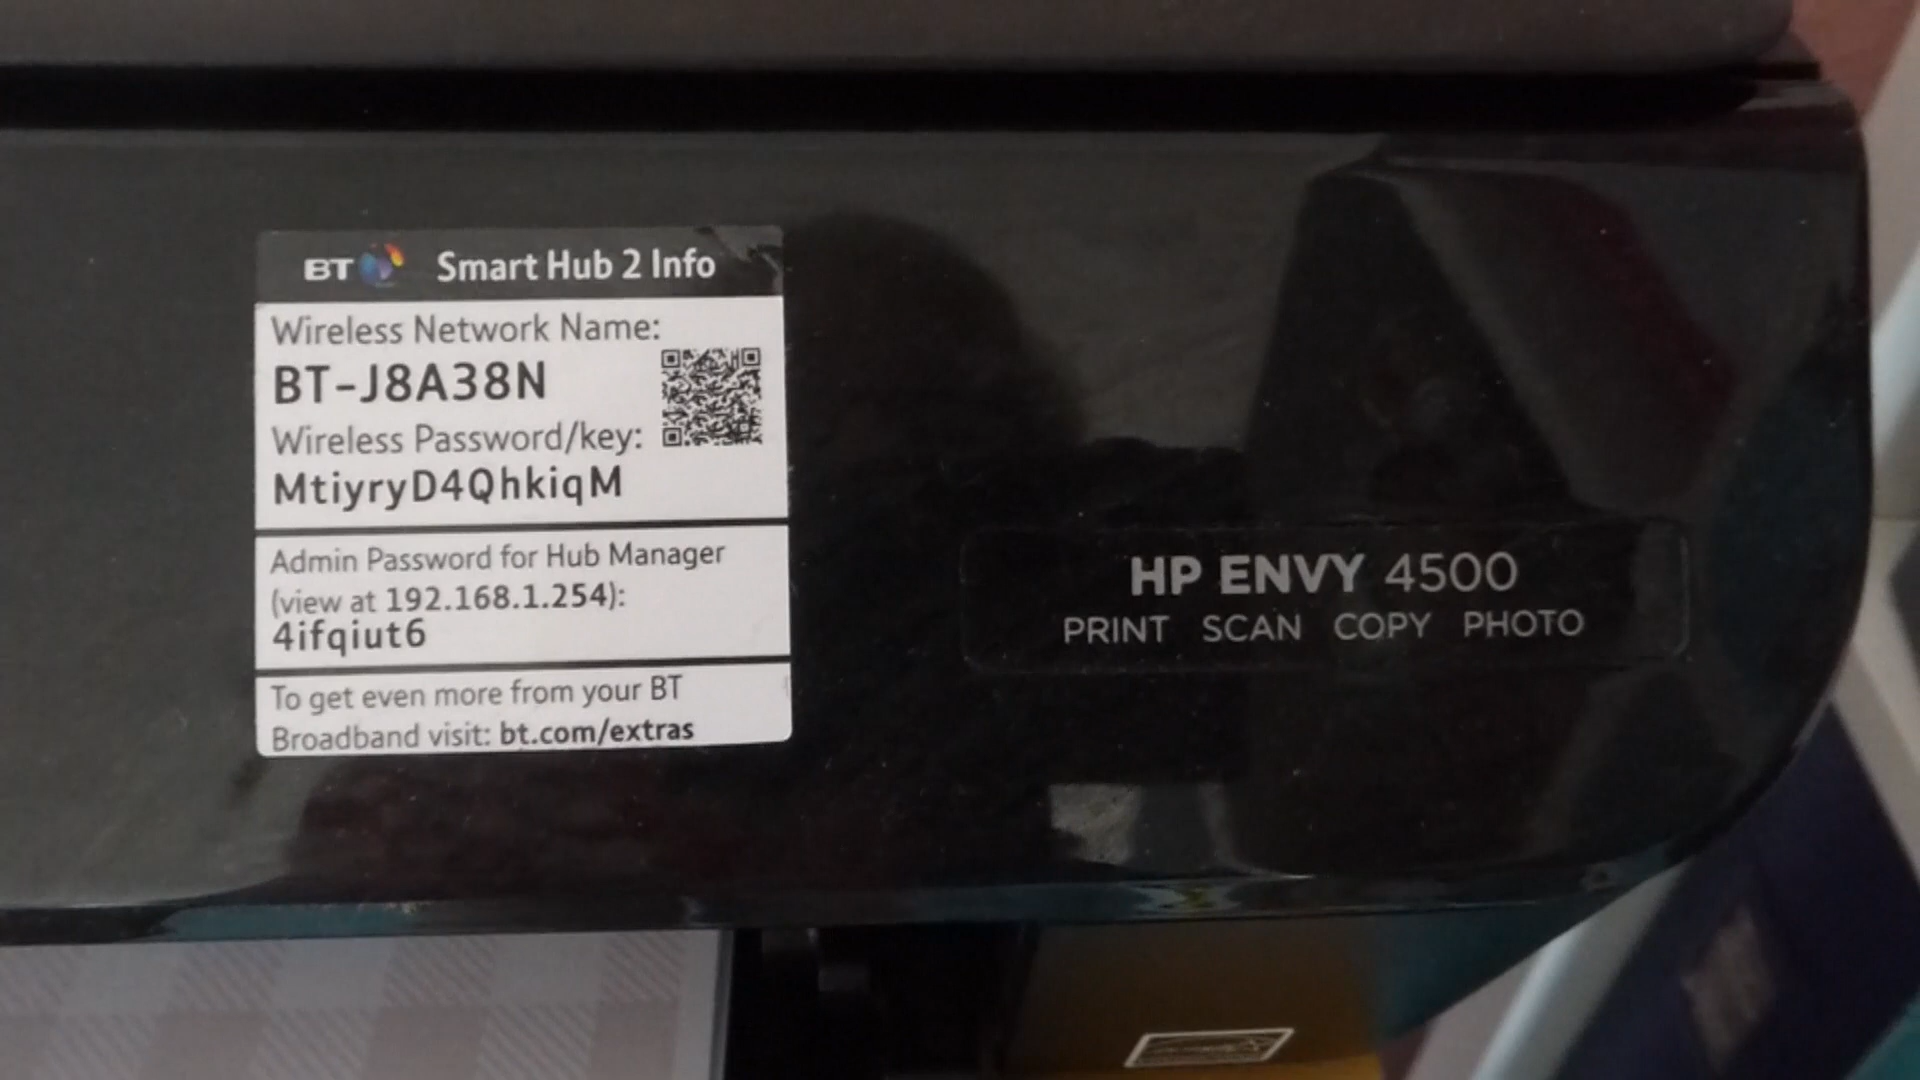 BT Smart Hub 2 Info
Wireless Network Name:
BT-J8A38N
Wireless Password/key:
MtiyryD4QhkiqM
Admin Password for Hub Manager
(view at 192.168.1.254):
4ifqiut6
To get even more from your BT
Broadband visit: bt.com/extras
HP ENVY 4500
PRINT SCAN COPY PHOTO